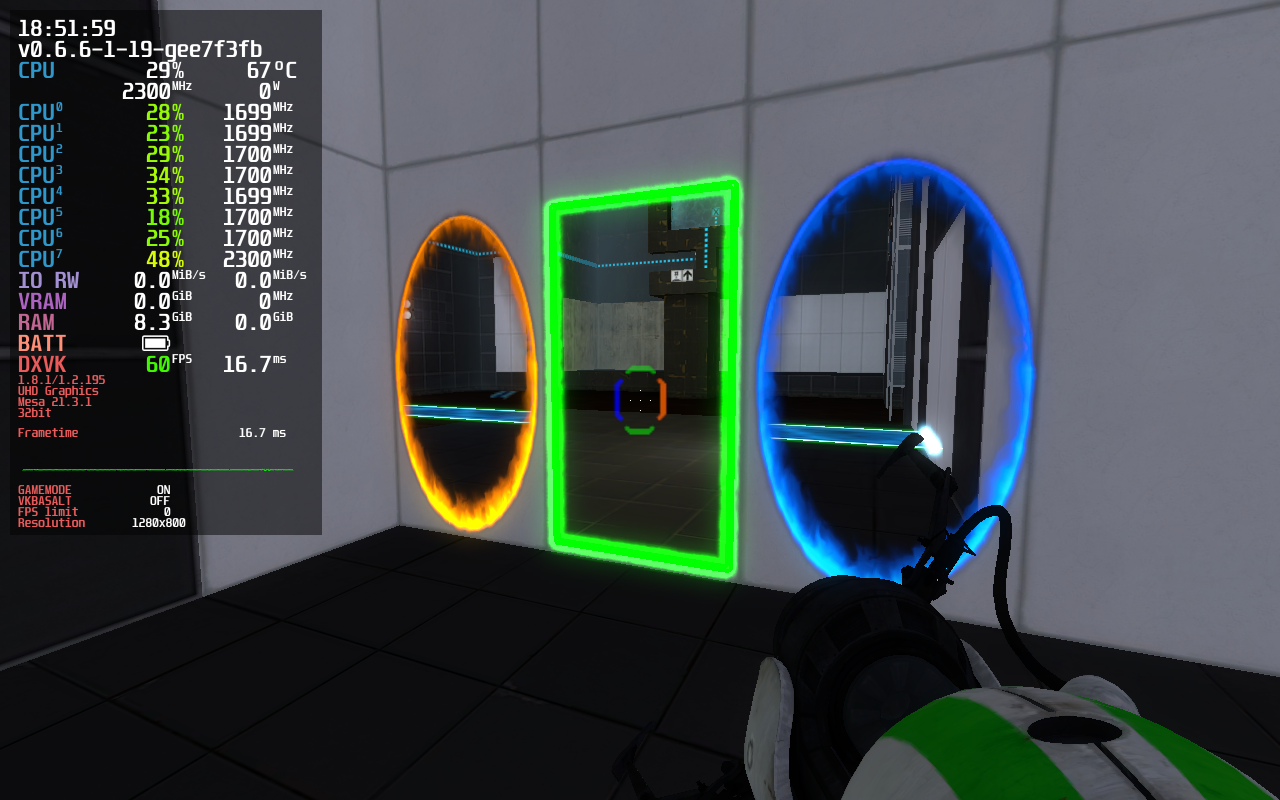 18:51:59
v0.6.6-1-19-gee7f3fb
CPU 29% 67°C
2300MHz 0W
CPU0 28% 1699MHz
CPU1 23% 1699MHz
CPU2 29% 1700MHz
CPU3 34% 1700MHz
CPU4 33% 1699MHz
CPU5 18% 1700MHz
CPU6 25% 1700MHz
CPU7 48% 2300MHz
IO RW 0.0MiB/s 0.0MiB/s
VRAM 0.0GiB 0MHz
RAM 8.3GiB 0.0GiB
BATT
DXVK 60FPS 16.7ms
1.8.1/1.2.195
UHD Graphics
Mesa 21.3.1
32bit
Frametime 16.7 ms
GAMEMODE ON
VKBASALT OFF
FPS limit 0
Resolution 1280x800